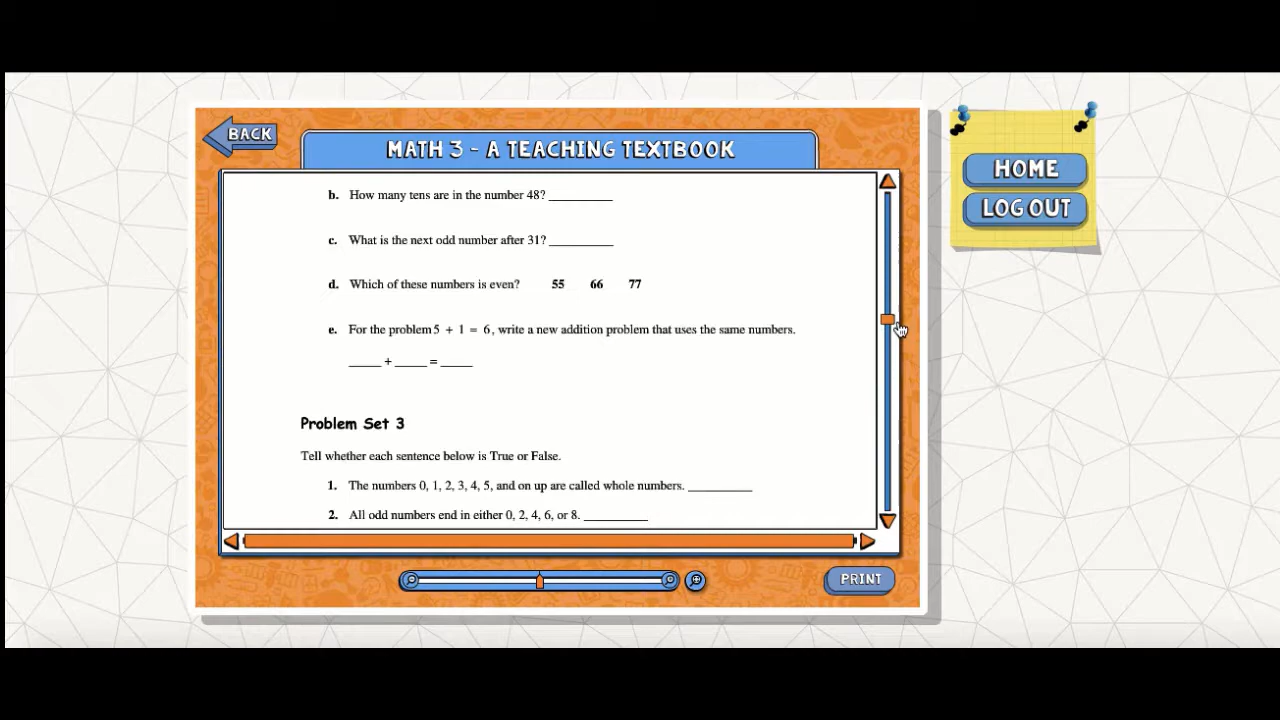 BACK
MATH 3 - A TEACHING TEXTBOOK
HOME
LOG OUT
b. How many tens are in the number 48? __________
c. What is the next odd number after 31? __________
d. Which of these numbers is even? 55 66 77
e. For the problem 5 + 1 = 6, write a new addition problem that uses the same numbers.
_____ + _____ = _____
Problem Set 3
Tell whether each sentence below is True or False.
1. The numbers 0, 1, 2, 3, 4, 5, and on up are called whole numbers. __________
2. All odd numbers end in either 0, 2, 4, 6, or 8. __________
PRINT